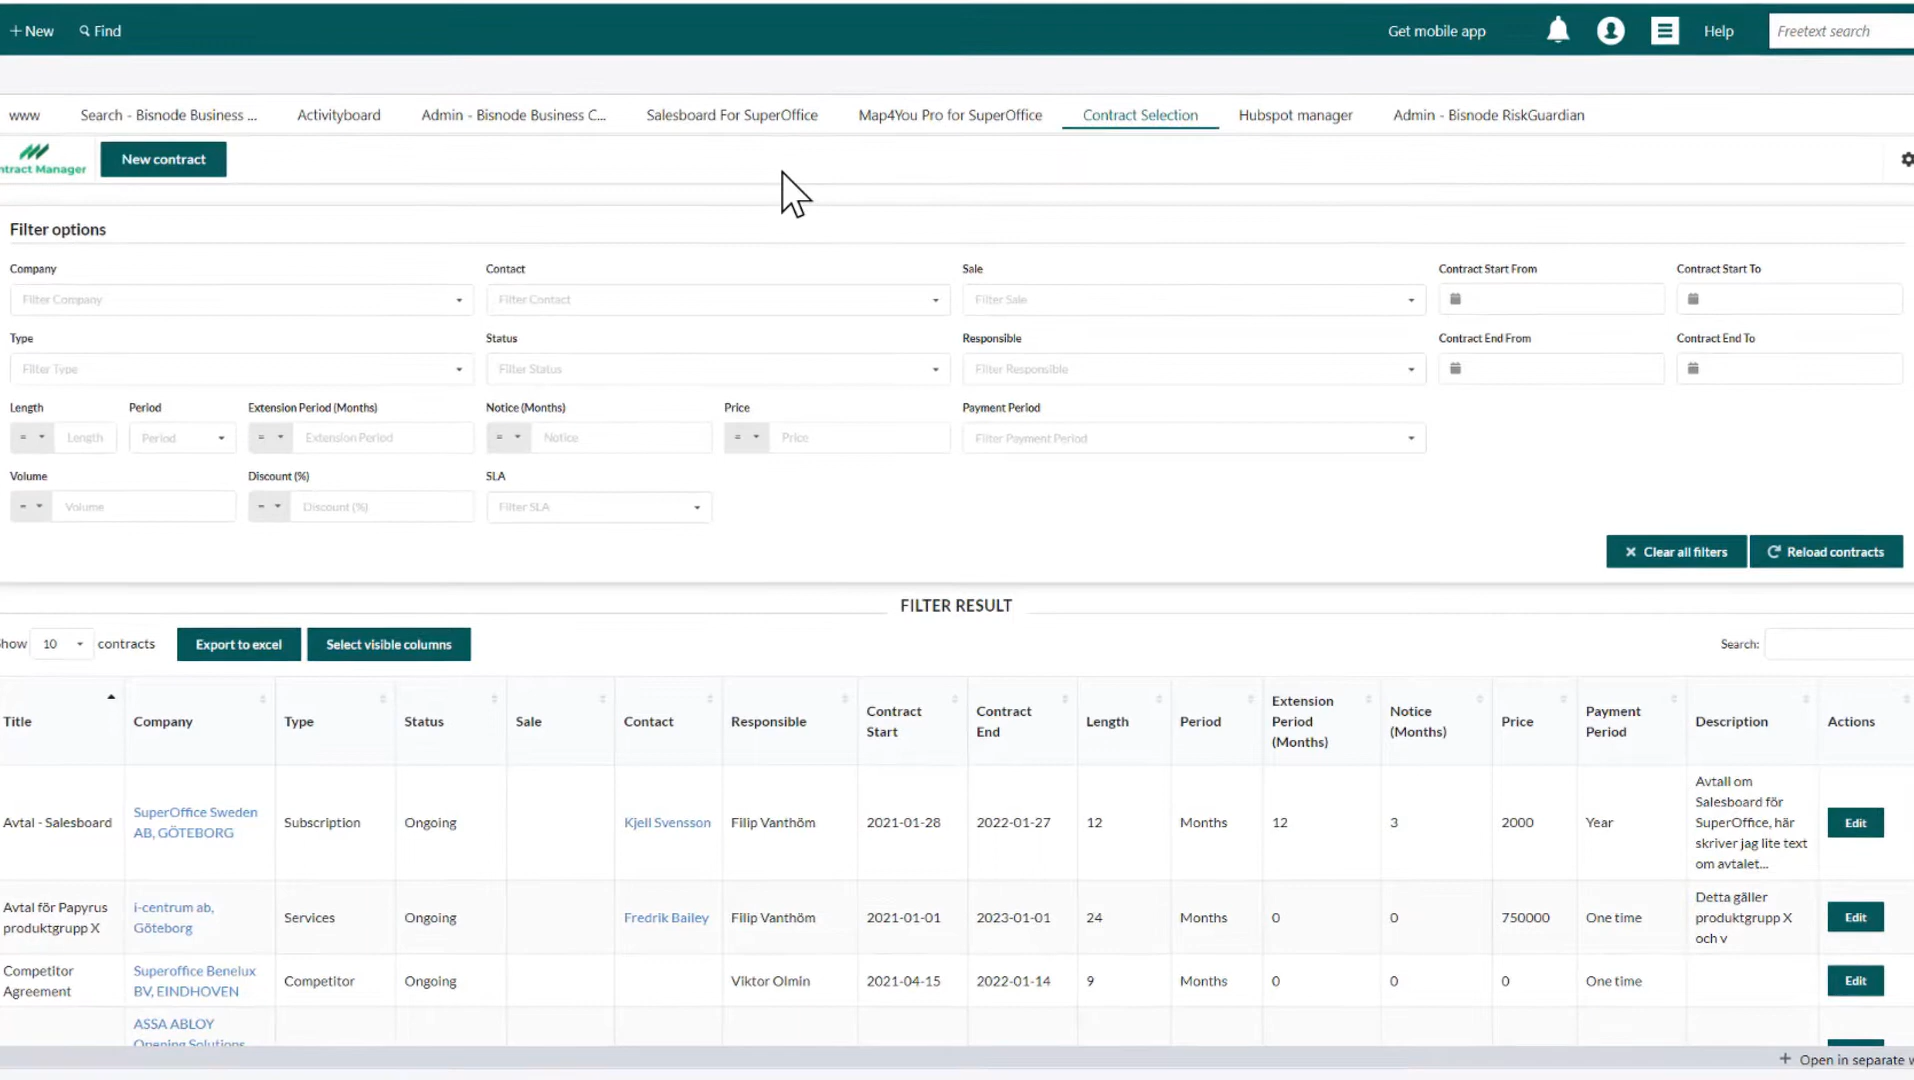 + New Find Get mobile app Help Freetext search
www Search - Bisnode Business ... Activityboard Admin - Bisnode Business C... Salesboard For SuperOffice Map4You Pro for SuperOffice Contract Selection Hubspot manager Admin - Bisnode RiskGuardian
ntract Manager New contract
Filter options
Company Contact Sale Contract Start From Contract Start To
Filter Company Filter Contact Filter Sale
Type Status Responsible Contract End From Contract End To
Filter Type Filter Status Filter Responsible
Length Period Extension Period (Months) Notice (Months) Price Payment Period
= Length Period = Extension Period = Notice = Price Filter Payment Period
Volume Discount (%) SLA
= Volume = Discount (%) Filter SLA
Clear all filters Reload contracts
FILTER RESULT
how 10 contracts Export to excel Select visible columns Search:
Title Company Type Status Sale Contact Responsible Contract Start Contract End Length Period Extension Period (Months) Notice (Months) Price Payment Period Description Actions
Avtal - Salesboard SuperOffice Sweden AB, GÖTEBORG Subscription Ongoing Kjell Svensson Filip Vanthöm 2021-01-28 2022-01-27 12 Months 12 3 2000 Year Avtall om Salesboard för SuperOffice, här skriver jag lite text om avtalet... Edit
Avtal för Papyrus produktgrupp X i-centrum ab, Göteborg Services Ongoing Fredrik Bailey Filip Vanthöm 2021-01-01 2023-01-01 24 Months 0 0 750000 One time Detta gäller produktgrupp X och v Edit
Competitor Agreement Superoffice Benelux BV, EINDHOVEN Competitor Ongoing Viktor Olmin 2021-04-15 2022-01-14 9 Months 0 0 0 One time Edit
ASSA ABLOY
Opening Solutions
+ Open in separate